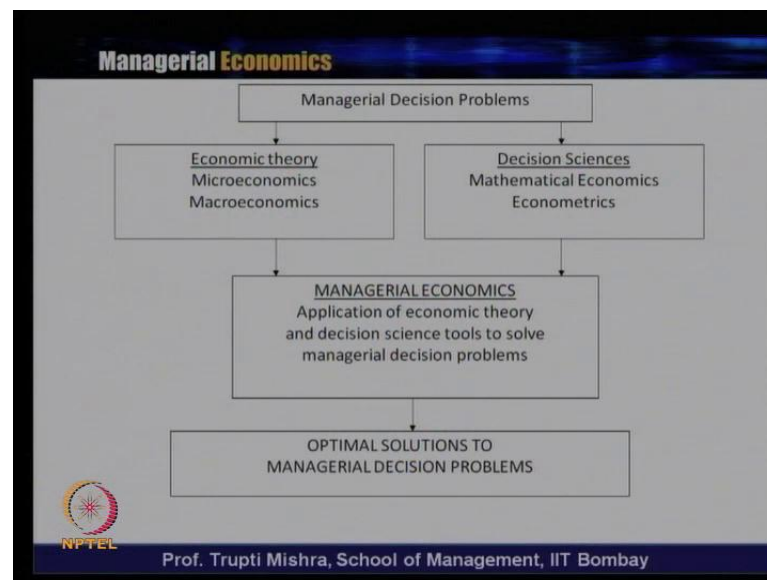 Managerial Economics
Managerial Decision Problems
Economic theory
Microeconomics
Macroeconomics
Decision Sciences
Mathematical Economics
Econometrics
MANAGERIAL ECONOMICS
Application of economic theory
and decision science tools to solve
managerial decision problems
OPTIMAL SOLUTIONS TO
MANAGERIAL DECISION PROBLEMS
NPTEL
Prof. Trupti Mishra, School of Management, IIT Bombay